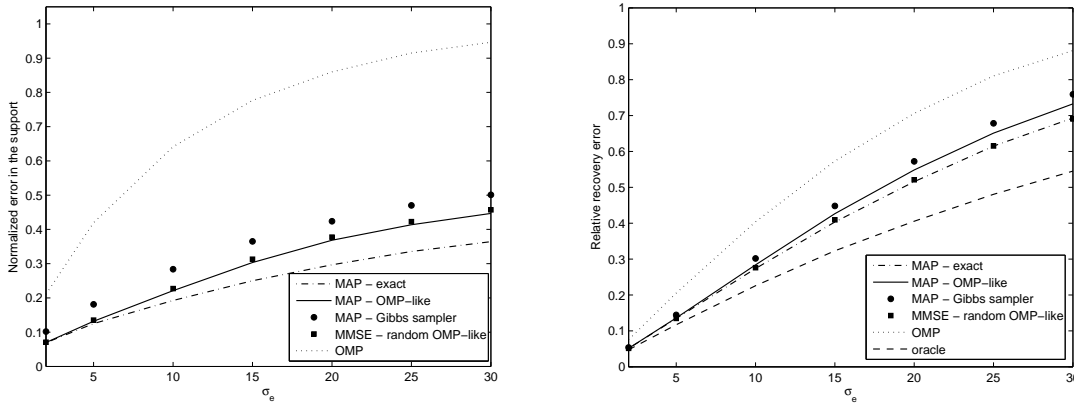 1
0.9
0.8
0.7
0.6
0.5
0.4
0.3
0.2
0.1
0
5
10
15
20
25
30
Normalized error in the support
σe
MAP − exact
MAP − OMP−like
MAP − Gibbs sampler
MMSE − random OMP−like
OMP
1
0.9
0.8
0.7
0.6
0.5
0.4
0.3
0.2
0.1
0
5
10
15
20
25
30
Relative recovery error
σe
MAP − exact
MAP − OMP−like
MAP − Gibbs sampler
MMSE − random OMP−like
OMP
oracle